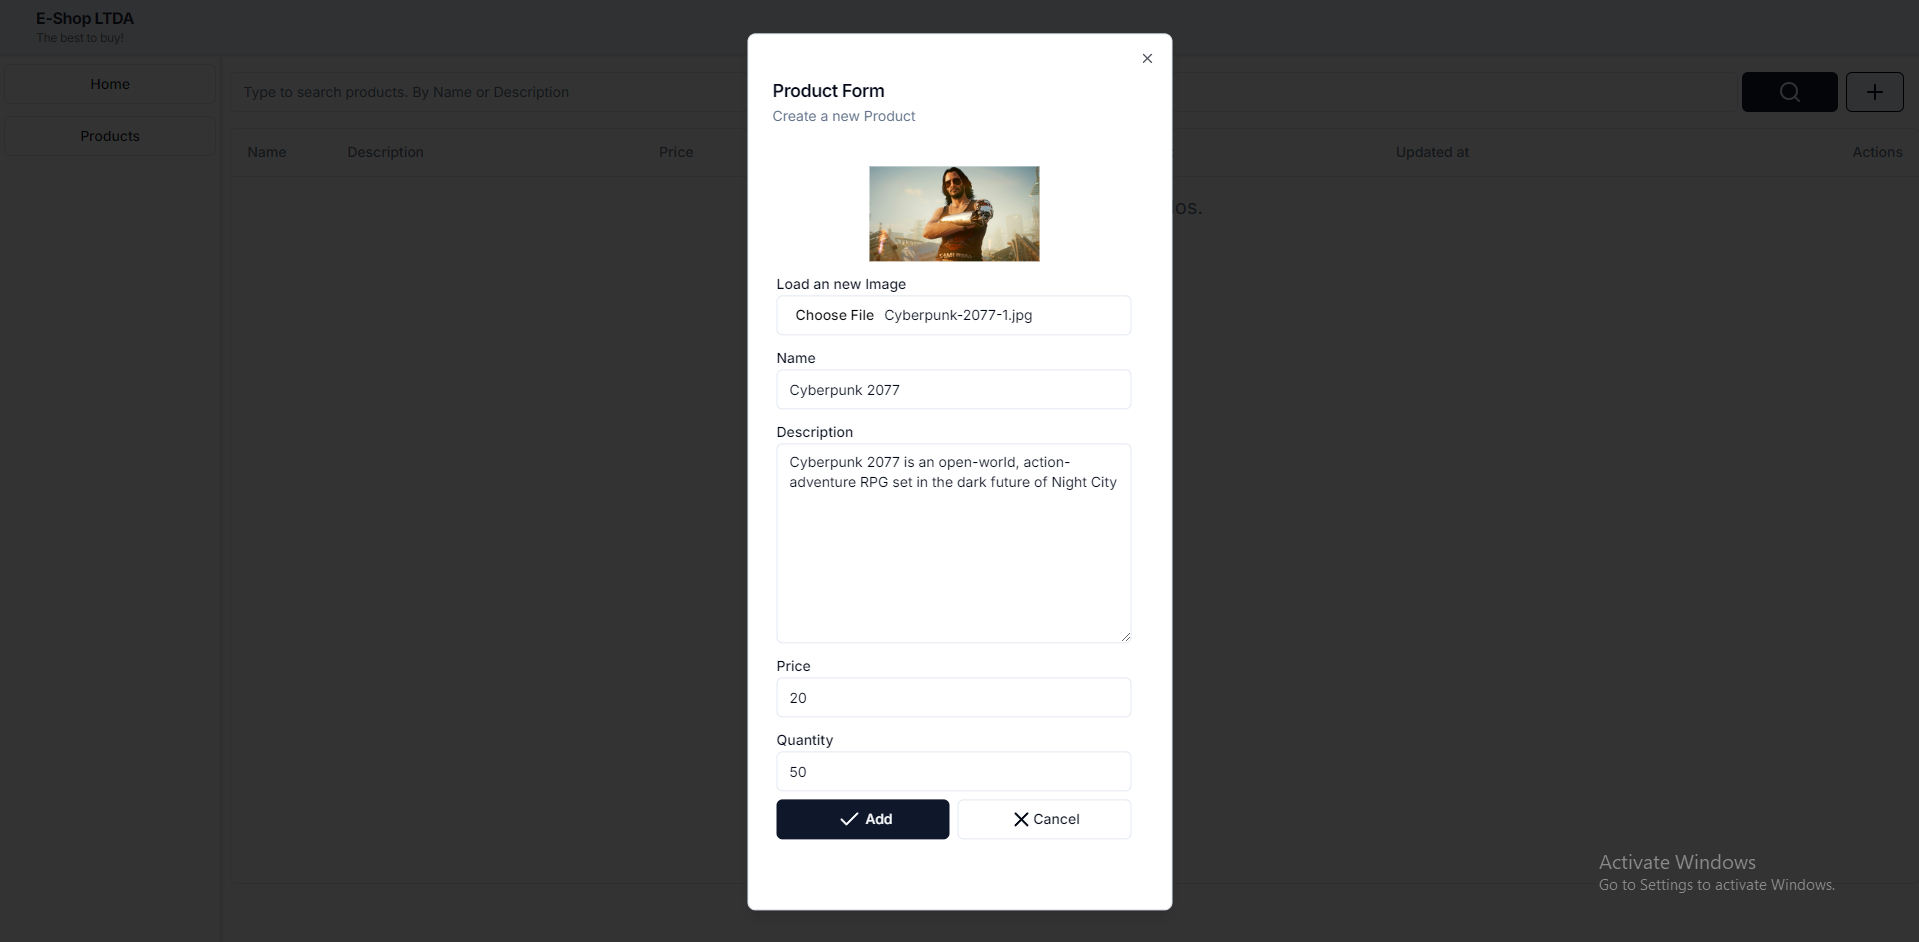 E-Shop LTDA
The best to buy!
Home
Products
Type to search products. By Name or Description
Name Description Price Updated at Actions
Product Form
Create a new Product
Load an new Image
Choose File Cyberpunk-2077-1.jpg
Name
Cyberpunk 2077
Description
Cyberpunk 2077 is an open-world, action-
adventure RPG set in the dark future of Night City
Price
20
Quantity
50
Add Cancel
Activate Windows
Go to Settings to activate Windows.